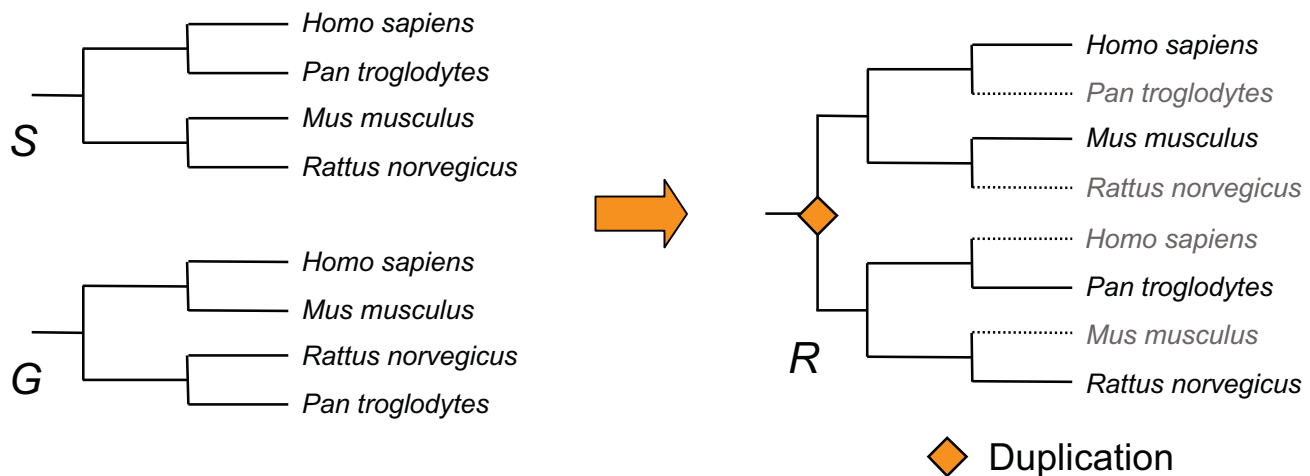 Homo sapiens
Pan troglodytes
Mus musculus
Rattus norvegicus
S
Homo sapiens
Mus musculus
Rattus norvegicus
Pan troglodytes
G
Homo sapiens
Pan troglodytes
Mus musculus
Rattus norvegicus
Homo sapiens
Pan troglodytes
Mus musculus
Rattus norvegicus
R
Duplication